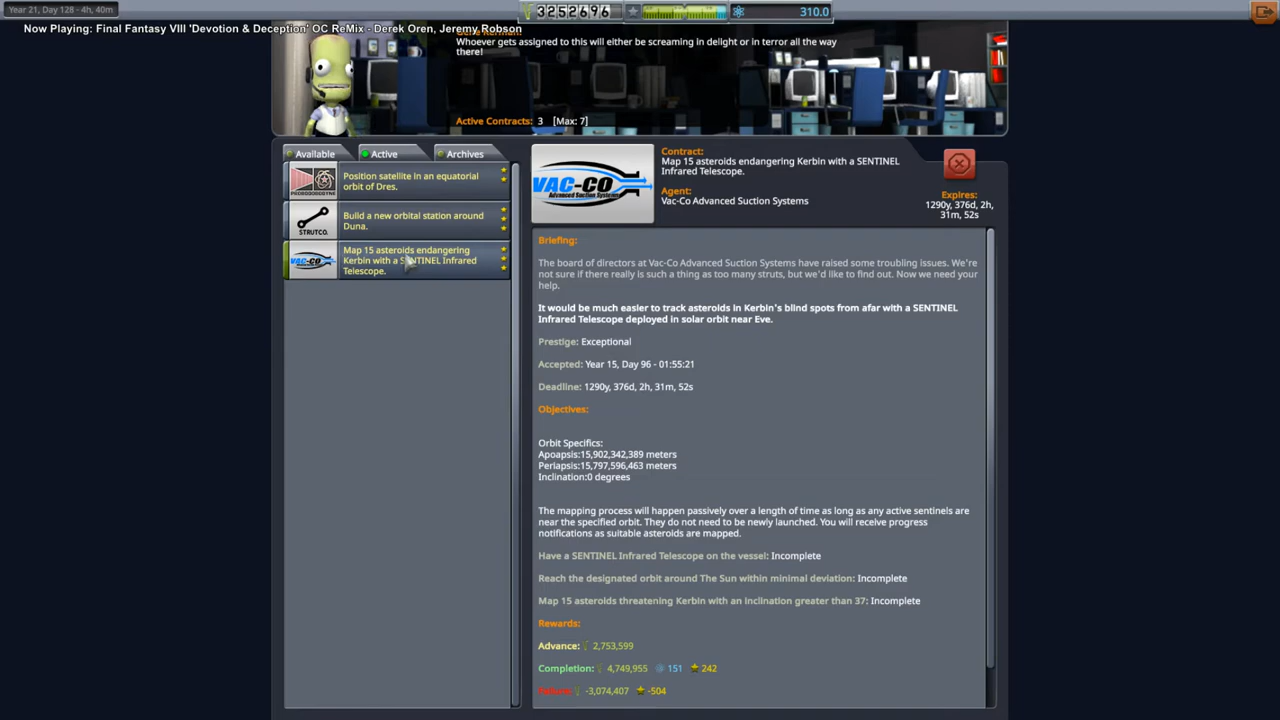 Year 21, Day 128 - 4h, 40m
3252696
310.0
Now Playing: Final Fantasy VIII 'Devotion & Deception' OC ReMix - Derek Oren, Jeremy Robson
Whoever gets assigned to this will either be screaming in delight or in terror all the way
there!
Active Contracts: 3 [Max: 7]
Available
Active
Archives
Position satellite in an equatorial
orbit of Dres.
STRUTCO.
Build a new orbital station around
Duna.
VAC-CO
Map 15 asteroids endangering
Kerbin with a SENTINEL Infrared
Telescope.
VAC-CO
Advanced Suction Systems
Contract:
Map 15 asteroids endangering Kerbin with a SENTINEL
Infrared Telescope.
Agent:
Vac-Co Advanced Suction Systems
Expires:
1290y, 376d, 2h,
31m, 52s
Briefing:
The board of directors at Vac-Co Advanced Suction Systems have raised some troubling issues. We're
not sure if there really is such a thing as too many struts, but we'd like to find out. Now we need your
help.
It would be much easier to track asteroids in Kerbin's blind spots from afar with a SENTINEL
Infrared Telescope deployed in solar orbit near Eve.
Prestige: Exceptional
Accepted: Year 15, Day 96 - 01:55:21
Deadline: 1290y, 376d, 2h, 31m, 52s
Objectives:
Orbit Specifics:
Apoapsis:15,902,342,389 meters
Periapsis:15,797,596,463 meters
Inclination:0 degrees
The mapping process will happen passively over a length of time as long as any active sentinels are
near the specified orbit. They do not need to be newly launched. You will receive progress
notifications as suitable asteroids are mapped.
Have a SENTINEL Infrared Telescope on the vessel: Incomplete
Reach the designated orbit around The Sun within minimal deviation: Incomplete
Map 15 asteroids threatening Kerbin with an inclination greater than 37: Incomplete
Rewards:
Advance: 2,753,599
Completion: 4,749,955 151 242
Failure: -3,074,407 -504